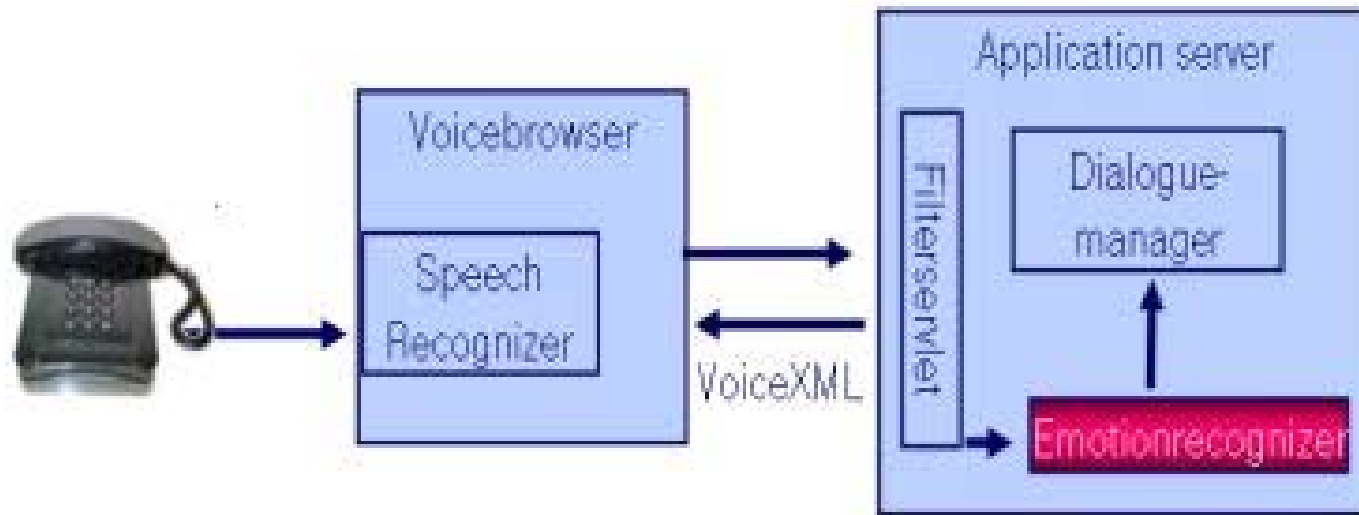 Voicebrowser
Speech
Recognizer
VoiceXML
Application server
Filterservlet
Dialogue-
manager
Emotionrecognizer